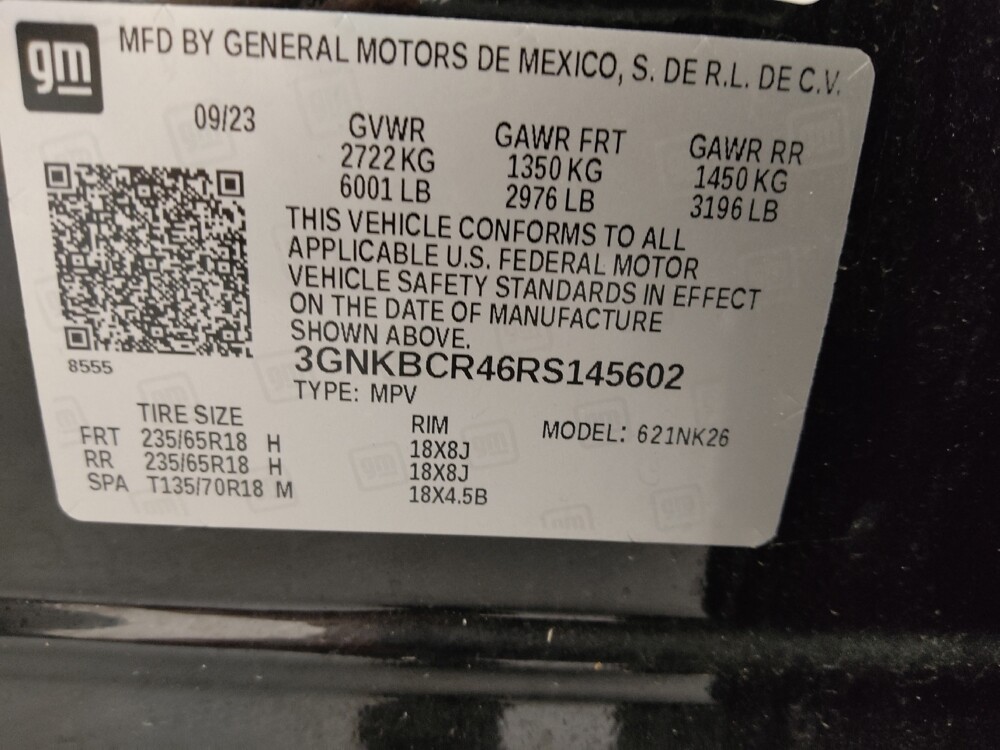 gm
MFD BY GENERAL MOTORS DE MEXICO, S. DE R.L. DE C.V.
09/23 GVWR GAWR FRT GAWR RR
2722 KG 1350 KG 1450 KG
6001 LB 2976 LB 3196 LB
THIS VEHICLE CONFORMS TO ALL
APPLICABLE U.S. FEDERAL MOTOR
VEHICLE SAFETY STANDARDS IN EFFECT
ON THE DATE OF MANUFACTURE
SHOWN ABOVE.
8555
3GNKBCR46RS145602
TYPE: MPV
TIRE SIZE RIM MODEL: 621NK26
FRT 235/65R18 H 18X8J
RR 235/65R18 H 18X8J
SPA T135/70R18 M 18X4.5B